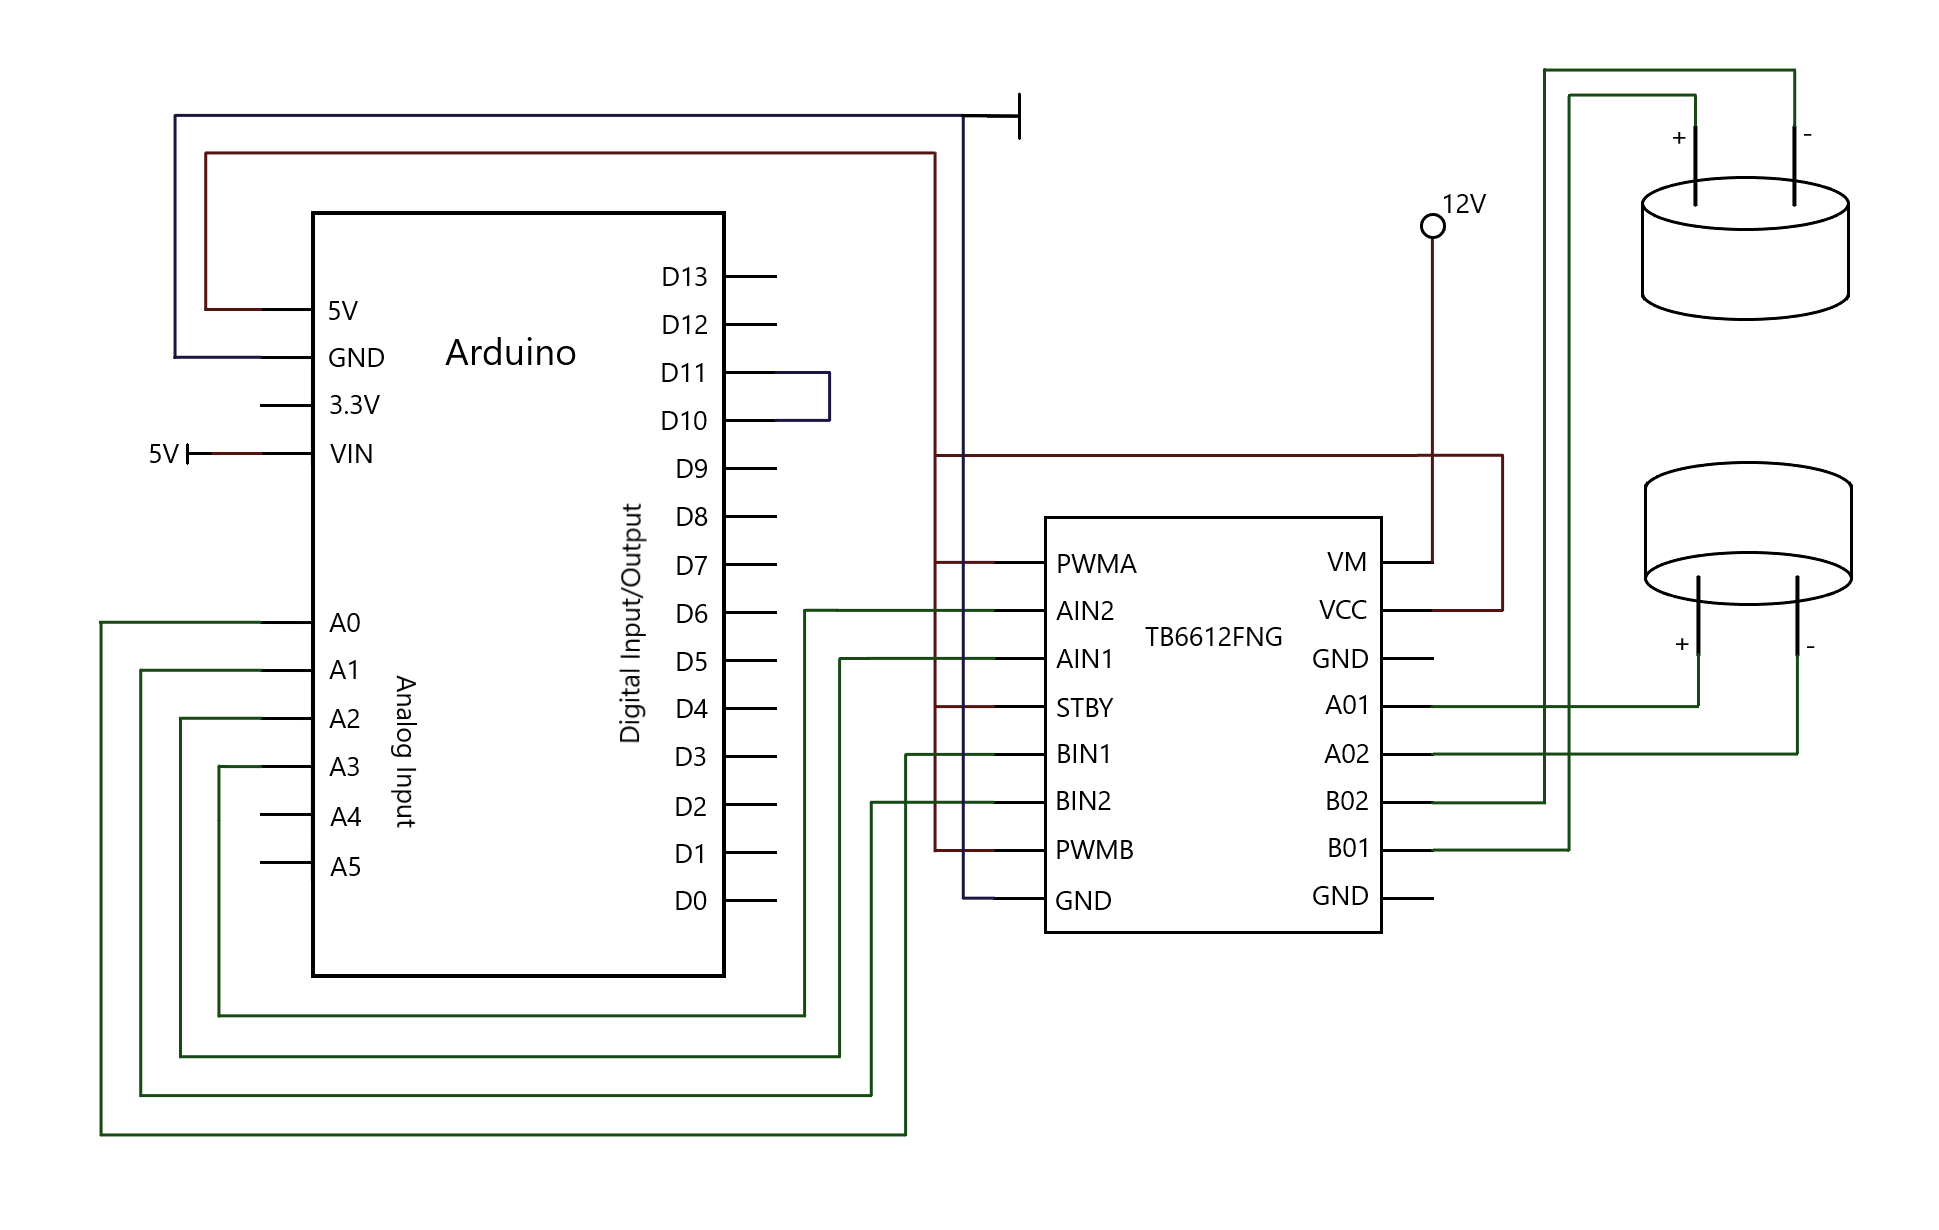 12V
+
-
Arduino
5V
GND
3.3V
5V
VIN
A0
A1
A2
A3
A4
A5
Analog Input
D13
D12
D11
D10
D9
D8
D7
D6
D5
D4
D3
D2
D1
D0
Digital Input/Output
TB6612FNG
PWMA
AIN2
AIN1
STBY
BIN1
BIN2
PWMB
GND
VM
VCC
GND
A01
A02
B02
B01
GND
+
-